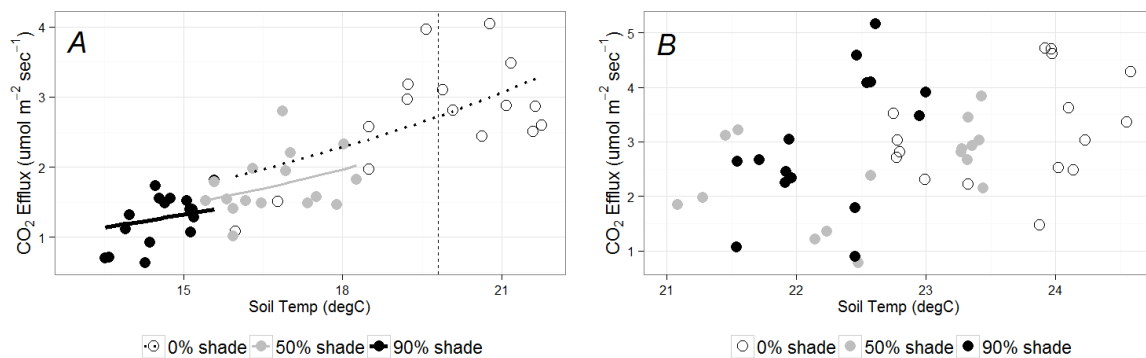 A
CO₂ Efflux (umol m⁻² sec⁻¹)
4
3
2
1
15 18 21
Soil Temp (degC)
0% shade 50% shade 90% shade
B
CO₂ Efflux (umol m⁻² sec⁻¹)
5
4
3
2
1
21 22 23 24
Soil Temp (degC)
0% shade 50% shade 90% shade